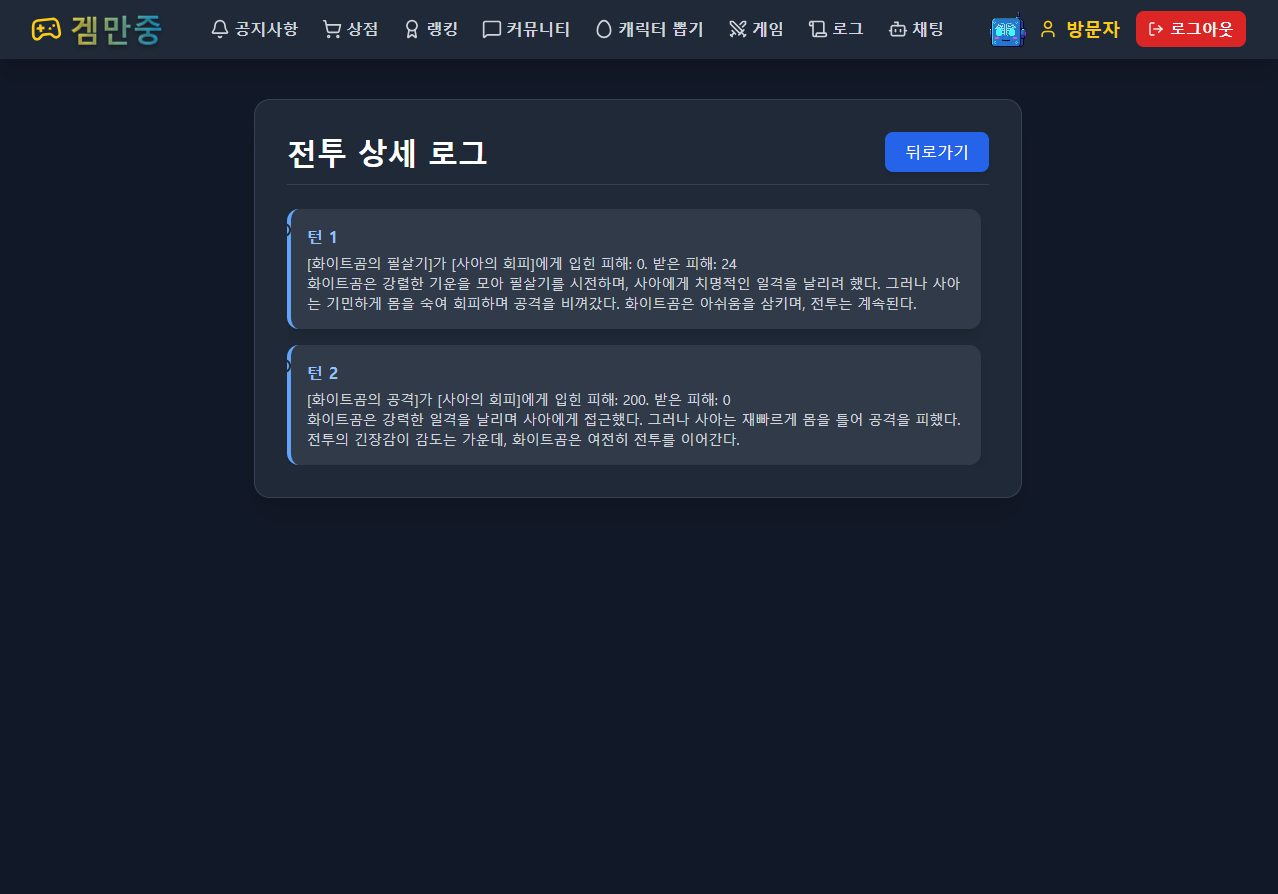 겜만중
공지사항 상점 랭킹 커뮤니티 캐릭터 뽑기 게임 로그 채팅 방문자 로그아웃
전투 상세 로그
뒤로가기
턴 1
[화이트곰의 필살기]가 [사아의 회피]에게 입힌 피해: 0. 받은 피해: 24
화이트곰은 강렬한 기운을 모아 필살기를 시전하며, 사아에게 치명적인 일격을 날리려 했다. 그러나 사아
는 기민하게 몸을 숙여 회피하며 공격을 비껴갔다. 화이트곰은 아쉬움을 삼키며, 전투는 계속된다.
턴 2
[화이트곰의 공격]가 [사아의 회피]에게 입힌 피해: 200. 받은 피해: 0
화이트곰은 강력한 일격을 날리며 사아에게 접근했다. 그러나 사아는 재빠르게 몸을 틀어 공격을 피했다.
전투의 긴장감이 감도는 가운데, 화이트곰은 여전히 전투를 이어간다.